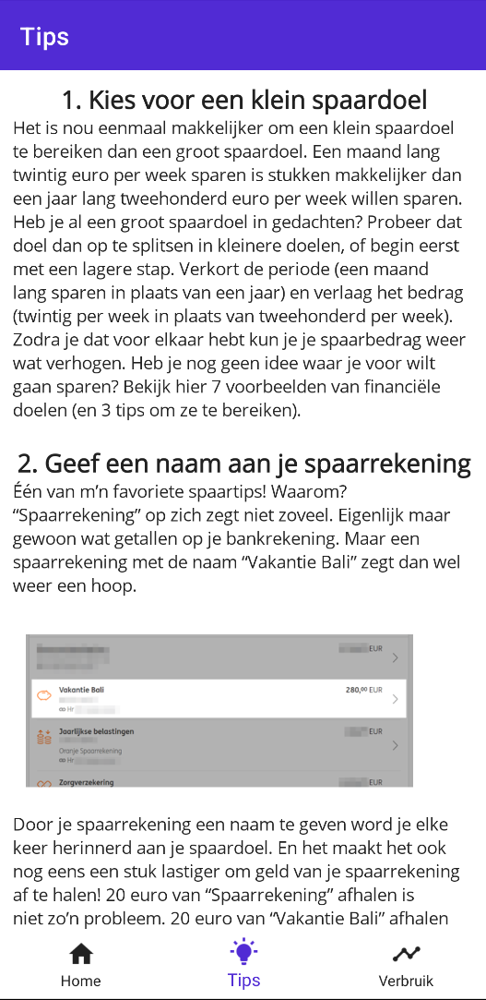 Tips
1. Kies voor een klein spaardoel
Het is nou eenmaal makkelijker om een klein spaardoel
te bereiken dan een groot spaardoel. Een maand lang
twintig euro per week sparen is stukken makkelijker dan
een jaar lang tweehonderd euro per week willen sparen.
Heb je al een groot spaardoel in gedachten? Probeer dat
doel dan op te splitsen in kleinere doelen, of begin eerst
met een lagere stap. Verkort de periode (een maand
lang sparen in plaats van een jaar) en verlaag het bedrag
(twintig per week in plaats van tweehonderd per week).
Zodra je dat voor elkaar hebt kun je je spaarbedrag weer
wat verhogen. Heb je nog geen idee waar je voor wilt
gaan sparen? Bekijk hier 7 voorbeelden van financiële
doelen (en 3 tips om ze te bereiken).
2. Geef een naam aan je spaarrekening
Één van m’n favoriete spaartips! Waarom?
“Spaarrekening” op zich zegt niet zoveel. Eigenlijk maar
gewoon wat getallen op je bankrekening. Maar een
spaarrekening met de naam “Vakantie Bali” zegt dan wel
weer een hoop.
EUR
Vakantie Bali 280,⁰⁰ EUR
Hr
Jaarlijkse belastingen EUR
Oranje Spaarrekening
Hr
Zorgverzekering EUR
Door je spaarrekening een naam te geven word je elke
keer herinnerd aan je spaardoel. En het maakt het ook
nog eens een stuk lastiger om geld van je spaarrekening
af te halen! 20 euro van “Spaarrekening” afhalen is
niet zo’n probleem. 20 euro van “Vakantie Bali” afhalen
Home Tips Verbruik